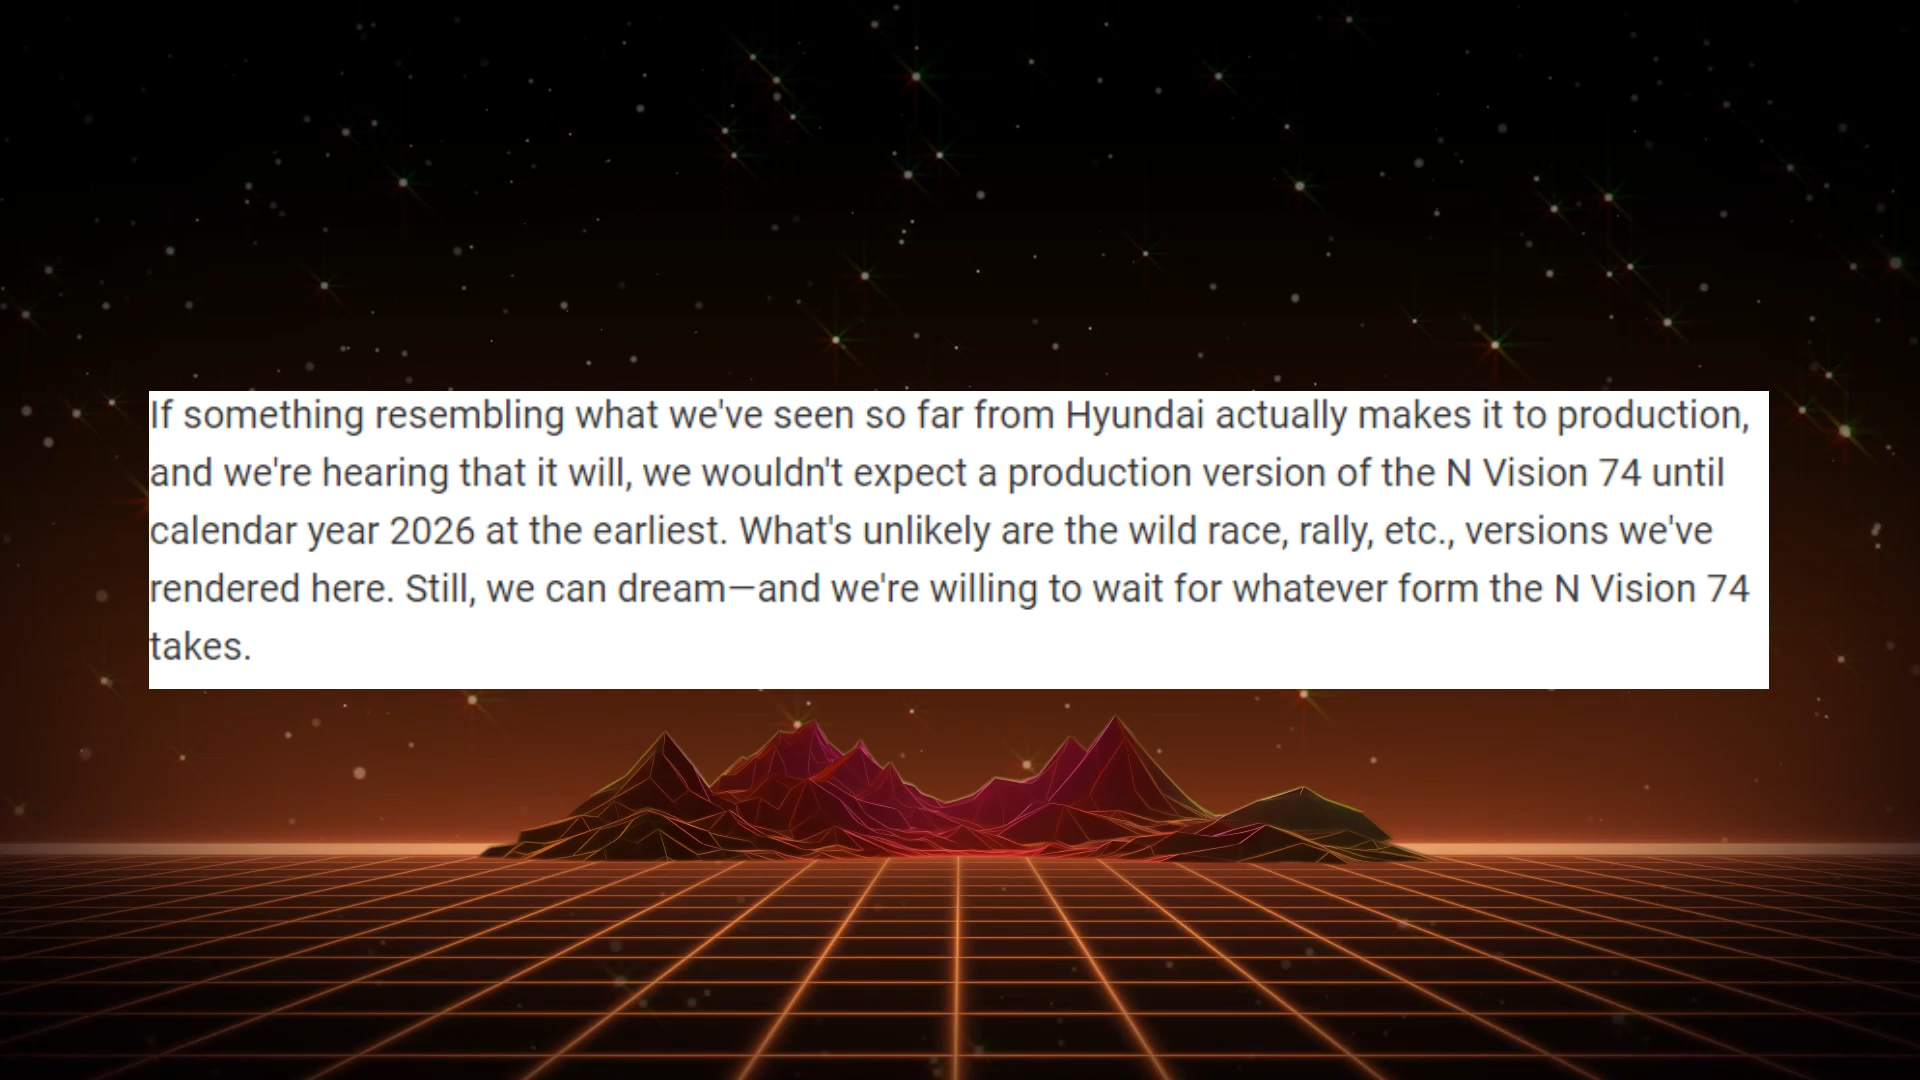 If something resembling what we've seen so far from Hyundai actually makes it to production,
and we're hearing that it will, we wouldn't expect a production version of the N Vision 74 until
calendar year 2026 at the earliest. What's unlikely are the wild race, rally, etc., versions we've
rendered here. Still, we can dream—and we're willing to wait for whatever form the N Vision 74
takes.